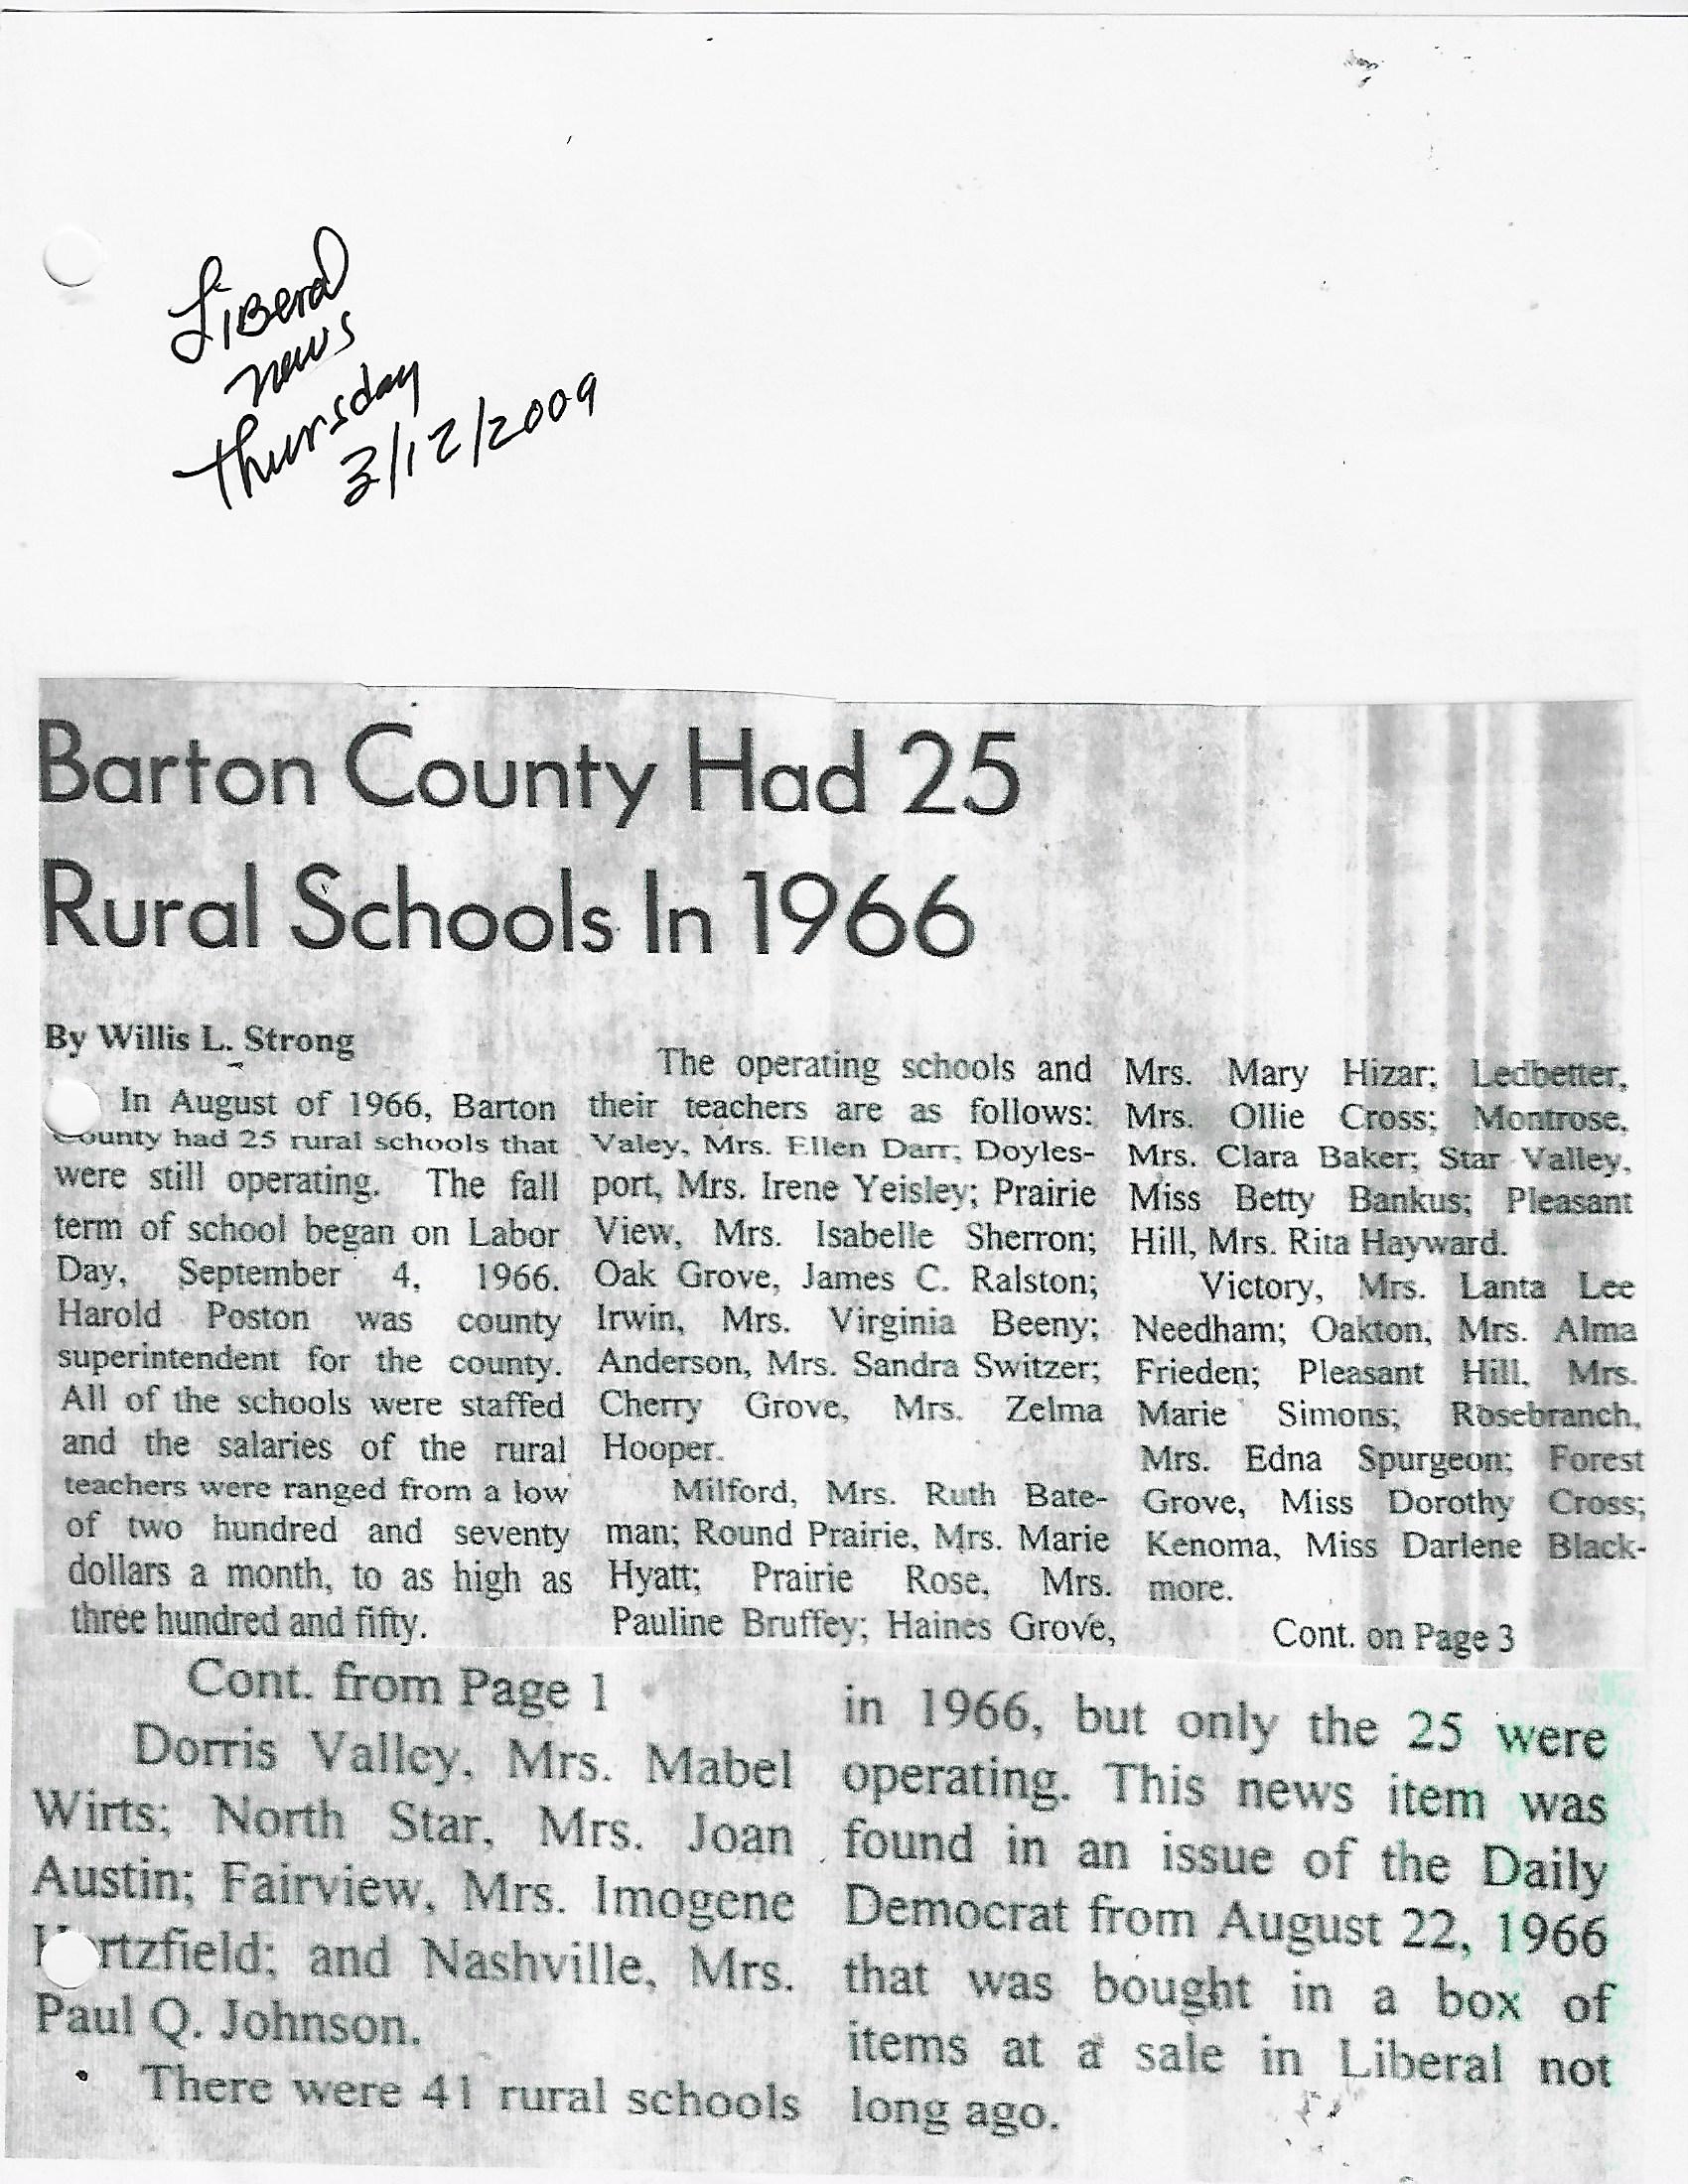 Liberal
news
Thursday
3/12/2009
Barton County Had 25
Rural Schools In 1966
By Willis L. Strong
In August of 1966, Barton
County had 25 rural schools that
were still operating. The fall
term of school began on Labor
Day, September 4, 1966.
Harold Poston was county
superintendent for the county.
All of the schools were staffed
and the salaries of the rural
teachers were ranged from a low
of two hundred and seventy
dollars a month, to as high as
three hundred and fifty.
The operating schools and
their teachers are as follows:
Valey, Mrs. Ellen Darr; Doyles-
port, Mrs. Irene Yeisley; Prairie
View, Mrs. Isabelle Sherron;
Oak Grove, James C. Ralston;
Irwin, Mrs. Virginia Beeny;
Anderson, Mrs. Sandra Switzer;
Cherry Grove, Mrs. Zelma
Hooper.
Milford, Mrs. Ruth Bate-
man; Round Prairie, Mrs. Marie
Hyatt; Prairie Rose, Mrs.
Pauline Bruffey; Haines Grove,
Mrs. Mary Hizar; Ledbetter,
Mrs. Ollie Cross; Montrose,
Mrs. Clara Baker; Star Valley,
Miss Betty Bankus; Pleasant
Hill, Mrs. Rita Hayward.
Victory, Mrs. Lanta Lee
Needham; Oakton, Mrs. Alma
Frieden; Pleasant Hill, Mrs.
Marie Simons; Rosebranch,
Mrs. Edna Spurgeon; Forest
Grove, Miss Dorothy Cross;
Kenoma, Miss Darlene Black-
more.
Cont. on Page 3
Cont. from Page 1
Dorris Valley, Mrs. Mabel
Wirts; North Star, Mrs. Joan
Austin; Fairview, Mrs. Imogene
and Nashville, Mrs.
Paul Q. Johnson.
There were 41 rural schools
in 1966, but only the 25 were
operating. This news item was
found in an issue of the Daily
Democrat from August 22, 1966
that was bought in a box of
items at a sale in Liberal not
long ago.